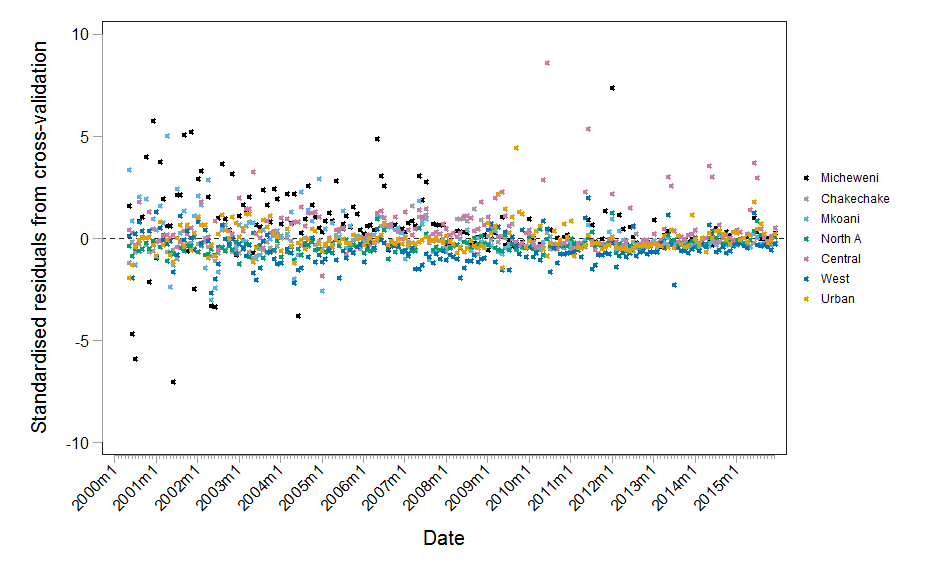 Standardised residuals from cross-validation
10
5
0
-5
-10
2000m1
2001m1
2002m1
2003m1
2004m1
2005m1
2006m1
2007m1
2008m1
2009m1
2010m1
2011m1
2012m1
2013m1
2014m1
2015m1
Date
Micheweni
Chakechake
Mkoani
North A
Central
West
Urban